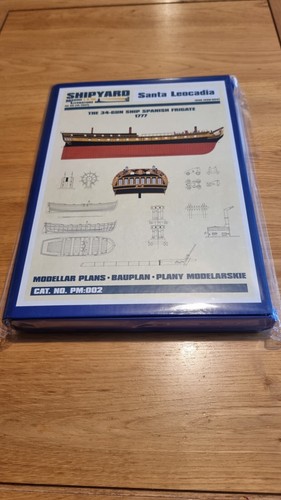 SHIPYARD
Santa Leocadia
THE 34-GUN SHIP SPANISH FRIGATE
1777
MODELLAR PLANS · BAUPLAN · PLANY MODELARSKIE
CAT. NO. PM:002